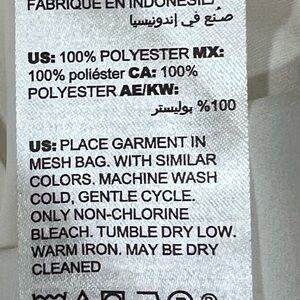 FABRIQUÉ EN INDONÉSIE/
صنع في إندونيسيا
US: 100% POLYESTER MX:
100% poliéster CA: 100%
POLYESTER AE/KW:
100% بوليستر
US: PLACE GARMENT IN
MESH BAG. WITH SIMILAR
COLORS. MACHINE WASH
COLD, GENTLE CYCLE.
ONLY NON-CHLORINE
BLEACH. TUMBLE DRY LOW.
WARM IRON. MAY BE DRY
CLEANED